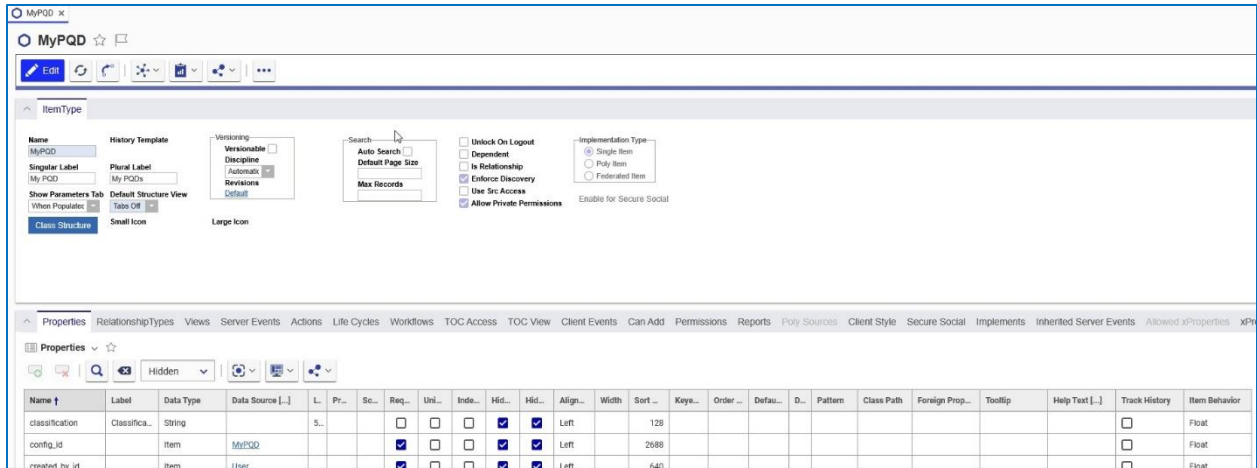 MyPQD ×
MyPQD
Edit
ItemType
Name History Template Versioning Search Unlock On Logout Implementation Type
MyPQD Versionable Auto Search Dependent Single Item
Singular Label Plural Label Discipline Default Page Size Is Relationship Poly Item
My PQD My PQDs Automatic Enforce Discovery Federated Item
Show Parameters Tab Default Structure View Revisions Max Records Use Src Access Enable for Secure Social
When Populated Tabs Off Default Allow Private Permissions
Class Structure Small Icon Large Icon
Properties RelationshipTypes Views Server Events Actions Life Cycles Workflows TOC Access TOC View Client Events Can Add Permissions Reports Poly Sources Client Style Secure Social Implements Inherited Server Events Allowed xProperties xPr
Properties
Hidden
Name Label Data Type Data Source [...] L... Pr... Sc... Req... Uni... Inde... Hid... Hid... Align... Width Sort ... Keye... Order ... Defau... D... Pattern Class Path Foreign Prop... Tooltip Help Text [...] Track History Item Behavior
classification Classifica... String 5... Left 128 Float
config_id Item MyPQD Left 2688 Float
created_by_id Item User Left 640 Float